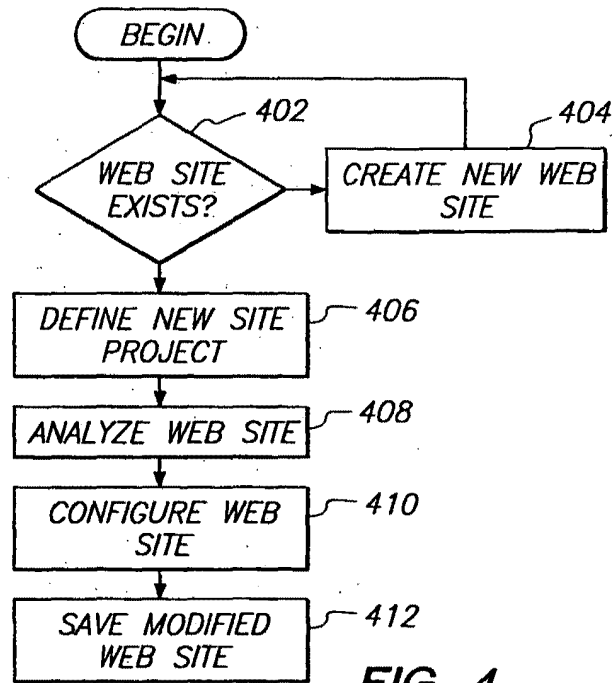 BEGIN
402
404
WEB SITE
EXISTS?
CREATE NEW WEB
SITE
DEFINE NEW SITE
PROJECT
406
ANALYZE WEB SITE
408
CONFIGURE WEB
SITE
410
SAVE MODIFIED
WEB SITE
412
FIG. 4